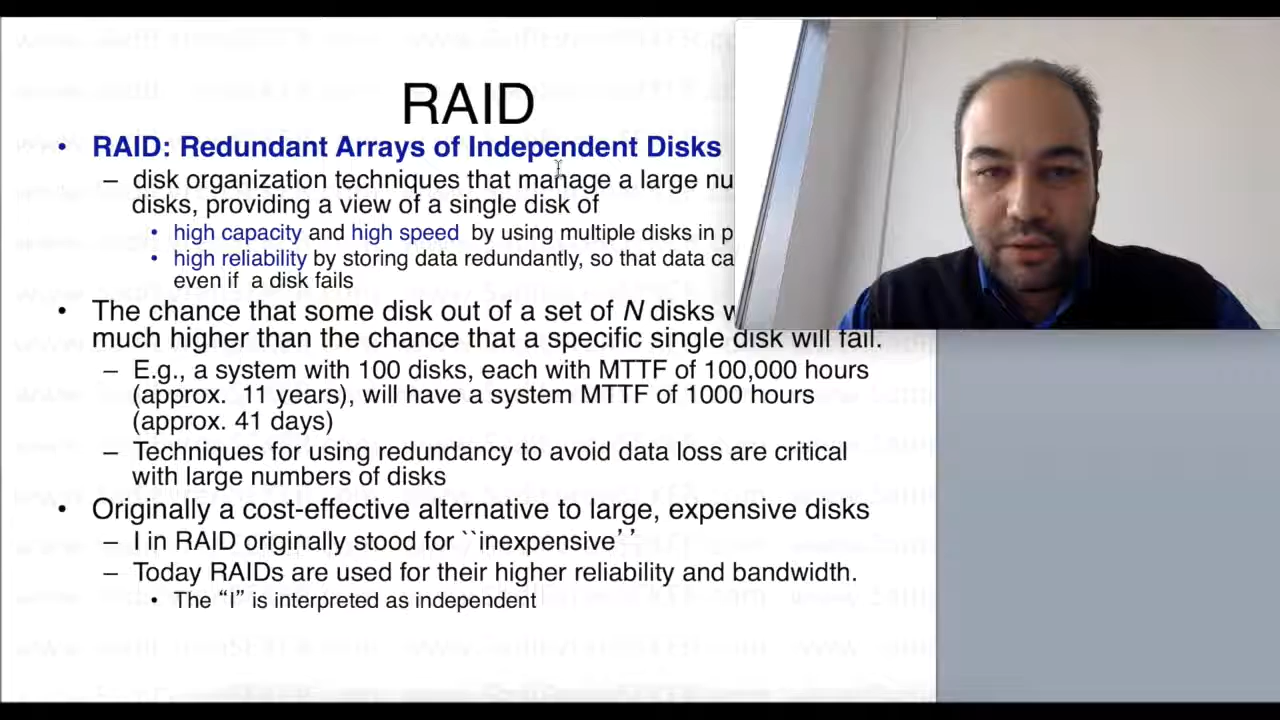 RAID
• RAID: Redundant Arrays of Independent Disks
– disk organization techniques that manage a large
disks, providing a view of a single disk of
• high capacity and high speed by using multiple disks in
• high reliability by storing data redundantly, so that data
even if a disk fails
• The chance that some disk out of a set of N disks
much higher than the chance that a specific single disk will fail.
– E.g., a system with 100 disks, each with MTTF of 100,000 hours
(approx. 11 years), will have a system MTTF of 1000 hours
(approx. 41 days)
– Techniques for using redundancy to avoid data loss are critical
with large numbers of disks
• Originally a cost-effective alternative to large, expensive disks
– I in RAID originally stood for ``inexpensive’’
– Today RAIDs are used for their higher reliability and bandwidth.
• The “I” is interpreted as independent